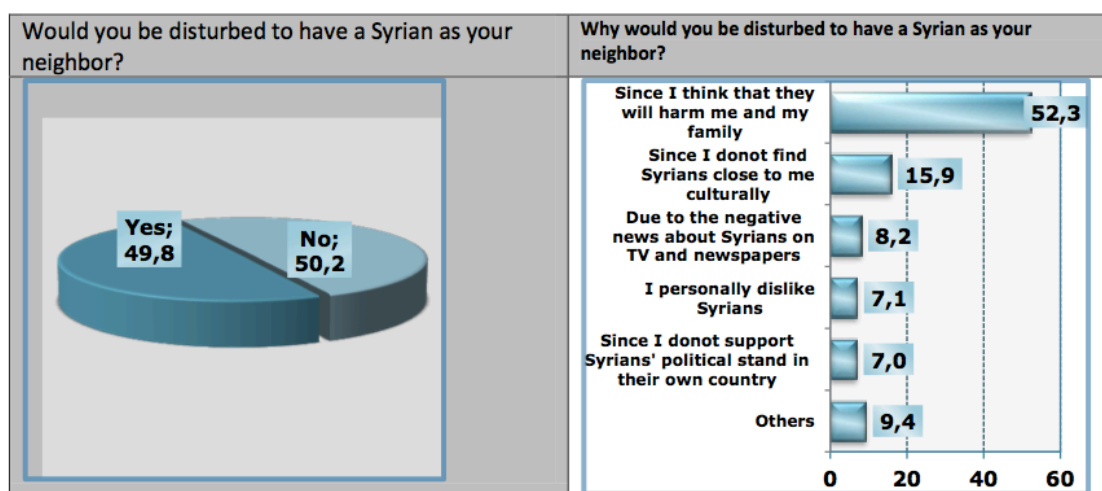 Would you be disturbed to have a Syrian as your
neighbor?
Yes;
49,8
No;
50,2
Why would you be disturbed to have a Syrian as your
neighbor?
Since I think that they
will harm me and my
family
52,3
Since I donot find
Syrians close to me
culturally
15,9
Due to the negative
news about Syrians on
TV and newspapers
8,2
I personally dislike
Syrians
7,1
Since I donot support
Syrians' political stand in
their own country
7,0
Others
9,4
0 20 40 60